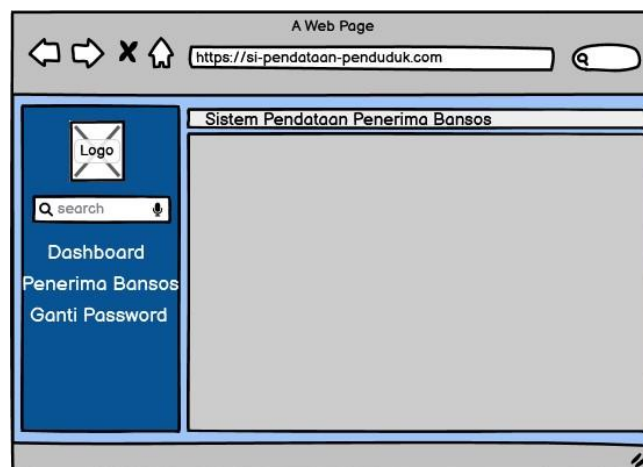 A Web Page
https://si-pendataan-penduduk.com
Sistem Pendataan Penerima Bansos
Logo
search
Dashboard
Penerima Bansos
Ganti Password